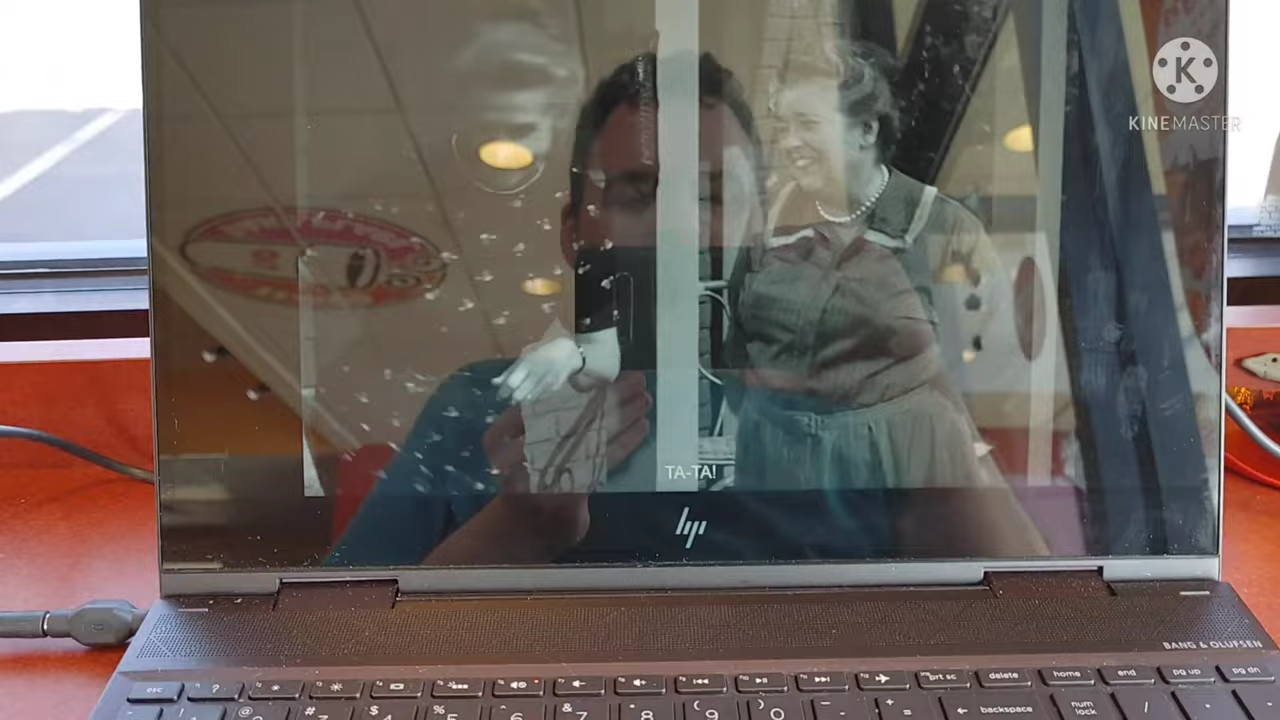 K
KINEMASTER
TA-TA!
hp
BANG & OLUFSEN
esc
?
prt sc
delete
home
end
pg up
pg dn
@
#
$
%
&
*
(
)
-
+
=
backspace
num
lock